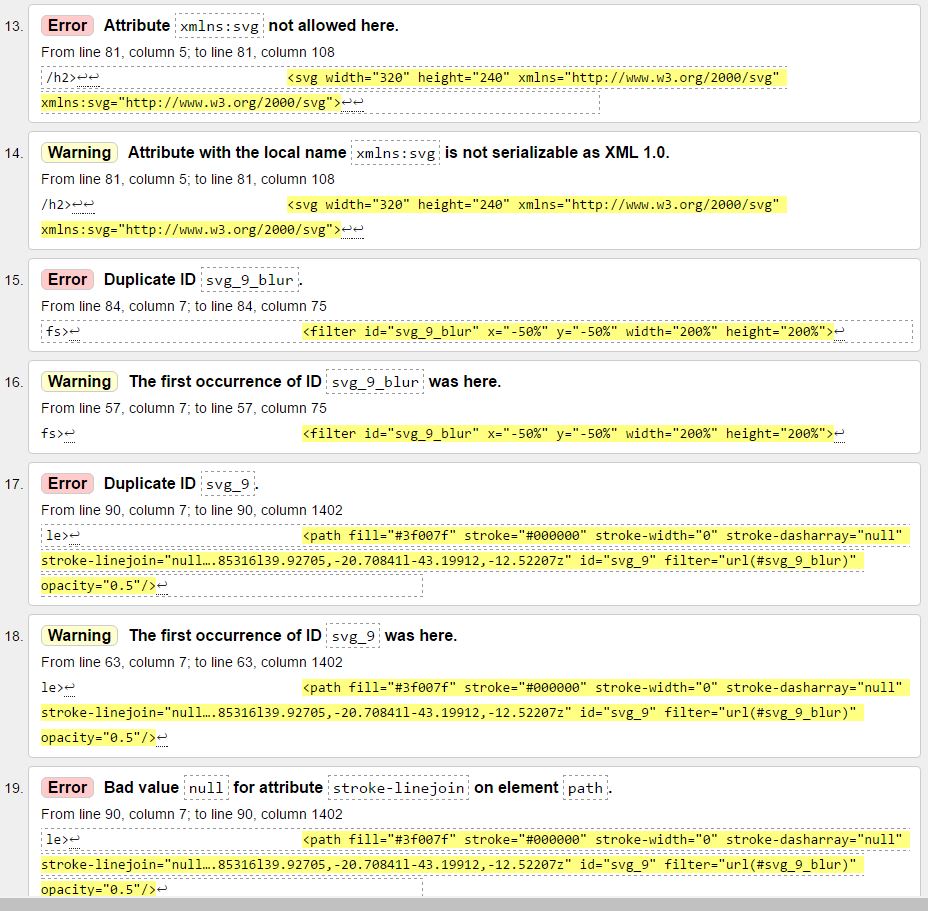 13. Error Attribute xmlns:svg not allowed here.
From line 81, column 5; to line 81, column 108
/h2>↩↩ <svg width="320" height="240" xmlns="http://www.w3.org/2000/svg"
xmlns:svg="http://www.w3.org/2000/svg">↩↩
14. Warning Attribute with the local name xmlns:svg is not serializable as XML 1.0.
From line 81, column 5; to line 81, column 108
/h2>↩↩ <svg width="320" height="240" xmlns="http://www.w3.org/2000/svg"
xmlns:svg="http://www.w3.org/2000/svg">↩↩
15. Error Duplicate ID svg_9_blur.
From line 84, column 7; to line 84, column 75
fs>↩ <filter id="svg_9_blur" x="-50%" y="-50%" width="200%" height="200%">↩
16. Warning The first occurrence of ID svg_9_blur was here.
From line 57, column 7; to line 57, column 75
fs>↩ <filter id="svg_9_blur" x="-50%" y="-50%" width="200%" height="200%">↩
17. Error Duplicate ID svg_9.
From line 90, column 7; to line 90, column 1402
le>↩ <path fill="#3f007f" stroke="#000000" stroke-width="0" stroke-dasharray="null"
stroke-linejoin="null….85316l39.92705,-20.70841l-43.19912,-12.52207z" id="svg_9" filter="url(#svg_9_blur)"
opacity="0.5"/>↩
18. Warning The first occurrence of ID svg_9 was here.
From line 63, column 7; to line 63, column 1402
le>↩ <path fill="#3f007f" stroke="#000000" stroke-width="0" stroke-dasharray="null"
stroke-linejoin="null….85316l39.92705,-20.70841l-43.19912,-12.52207z" id="svg_9" filter="url(#svg_9_blur)"
opacity="0.5"/>↩
19. Error Bad value null for attribute stroke-linejoin on element path.
From line 90, column 7; to line 90, column 1402
le>↩ <path fill="#3f007f" stroke="#000000" stroke-width="0" stroke-dasharray="null"
stroke-linejoin="null….85316l39.92705,-20.70841l-43.19912,-12.52207z" id="svg_9" filter="url(#svg_9_blur)"
opacity="0.5"/>↩